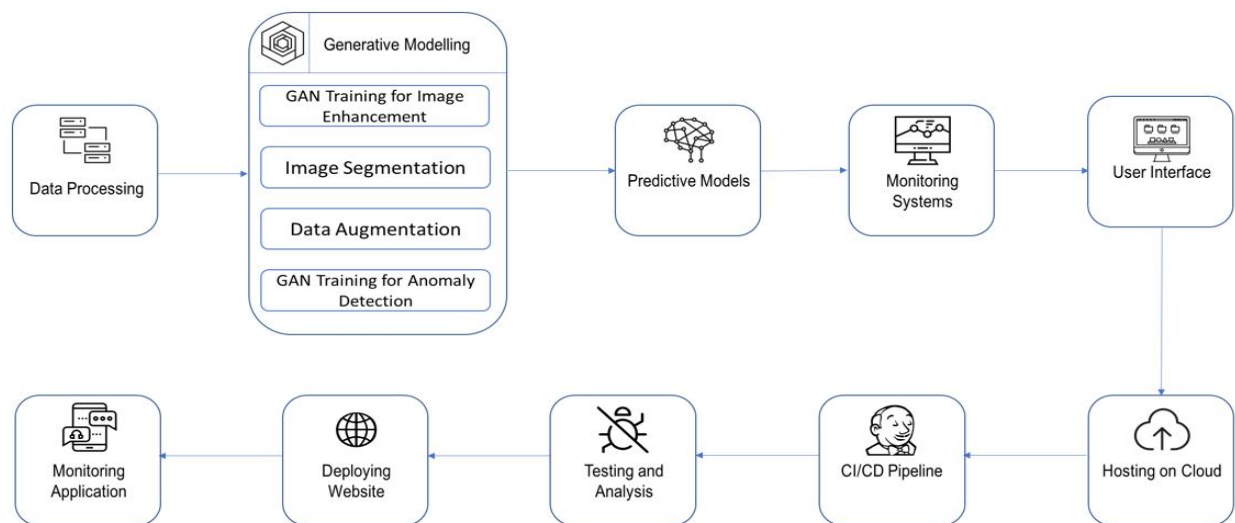 Generative Modelling
GAN Training for Image
Enhancement
Image Segmentation
Data Augmentation
GAN Training for Anomaly
Detection
Data Processing
Predictive Models
Monitoring
Systems
User Interface
Monitoring
Application
Deploying
Website
Testing and
Analysis
CI/CD Pipeline
Hosting on Cloud